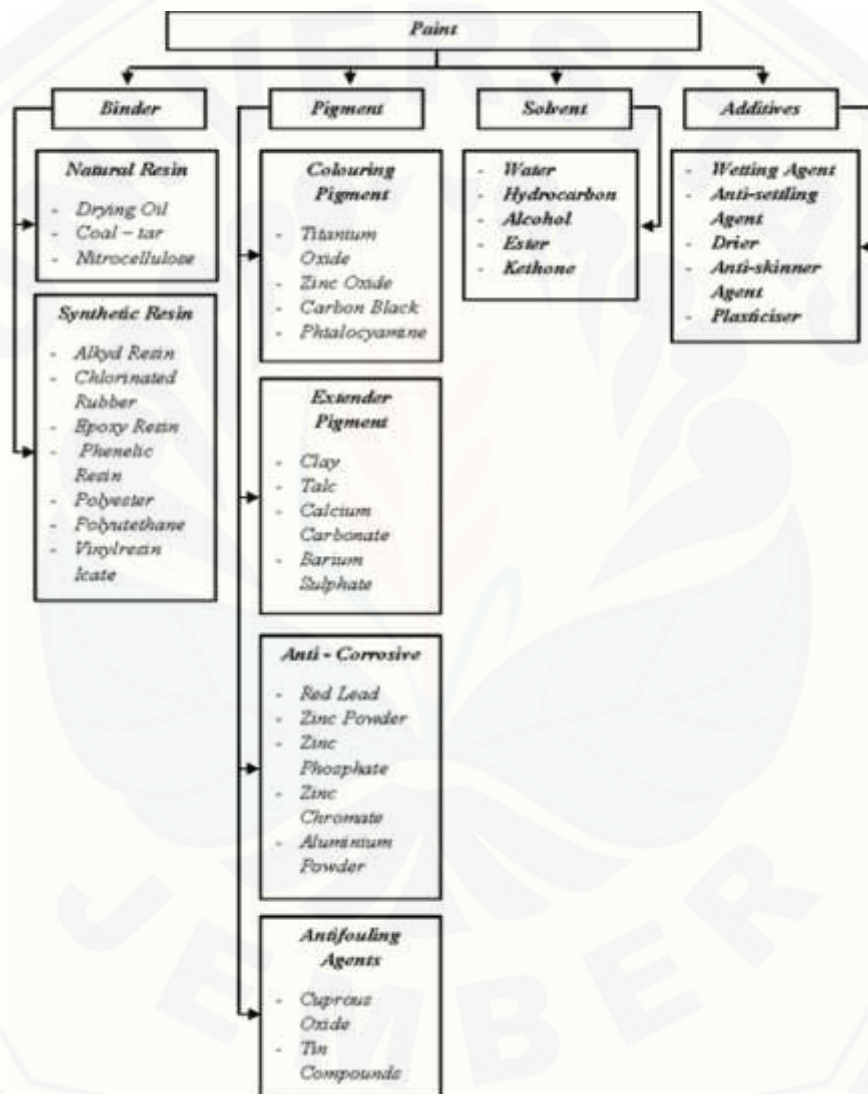 Paint
Binder
Pigment
Solvent
Additives
Natural Resin
- Drying Oil
- Coal – tar
- Nitrocellulose
Synthetic Resin
- Alkyd Resin
- Chlorinated
Rubber
- Epoxy Resin
- Phenelic
Resin
- Polyester
- Polyutethane
- Vinylresin
Icate
Colouring
Pigment
- Titanium
Oxide
- Zinc Oxide
- Carbon Black
- Phtalocyamine
Extender
Pigment
- Clay
- Talc
- Calcium
Carbonate
- Barium
Sulphate
Anti - Corrosive
- Red Lead
- Zinc Powder
- Zinc
Phosphate
- Zinc
Chromate
- Aluminium
Powder
Antifouling
Agents
- Cuprous
Oxide
- Tin
Compounds
- Water
- Hydrocarbon
- Alcohol
- Ester
- Kethone
- Wetting Agent
- Anti-settling
Agent
- Drier
- Anti-skinner
Agent
- Plasticiser
JEMBER